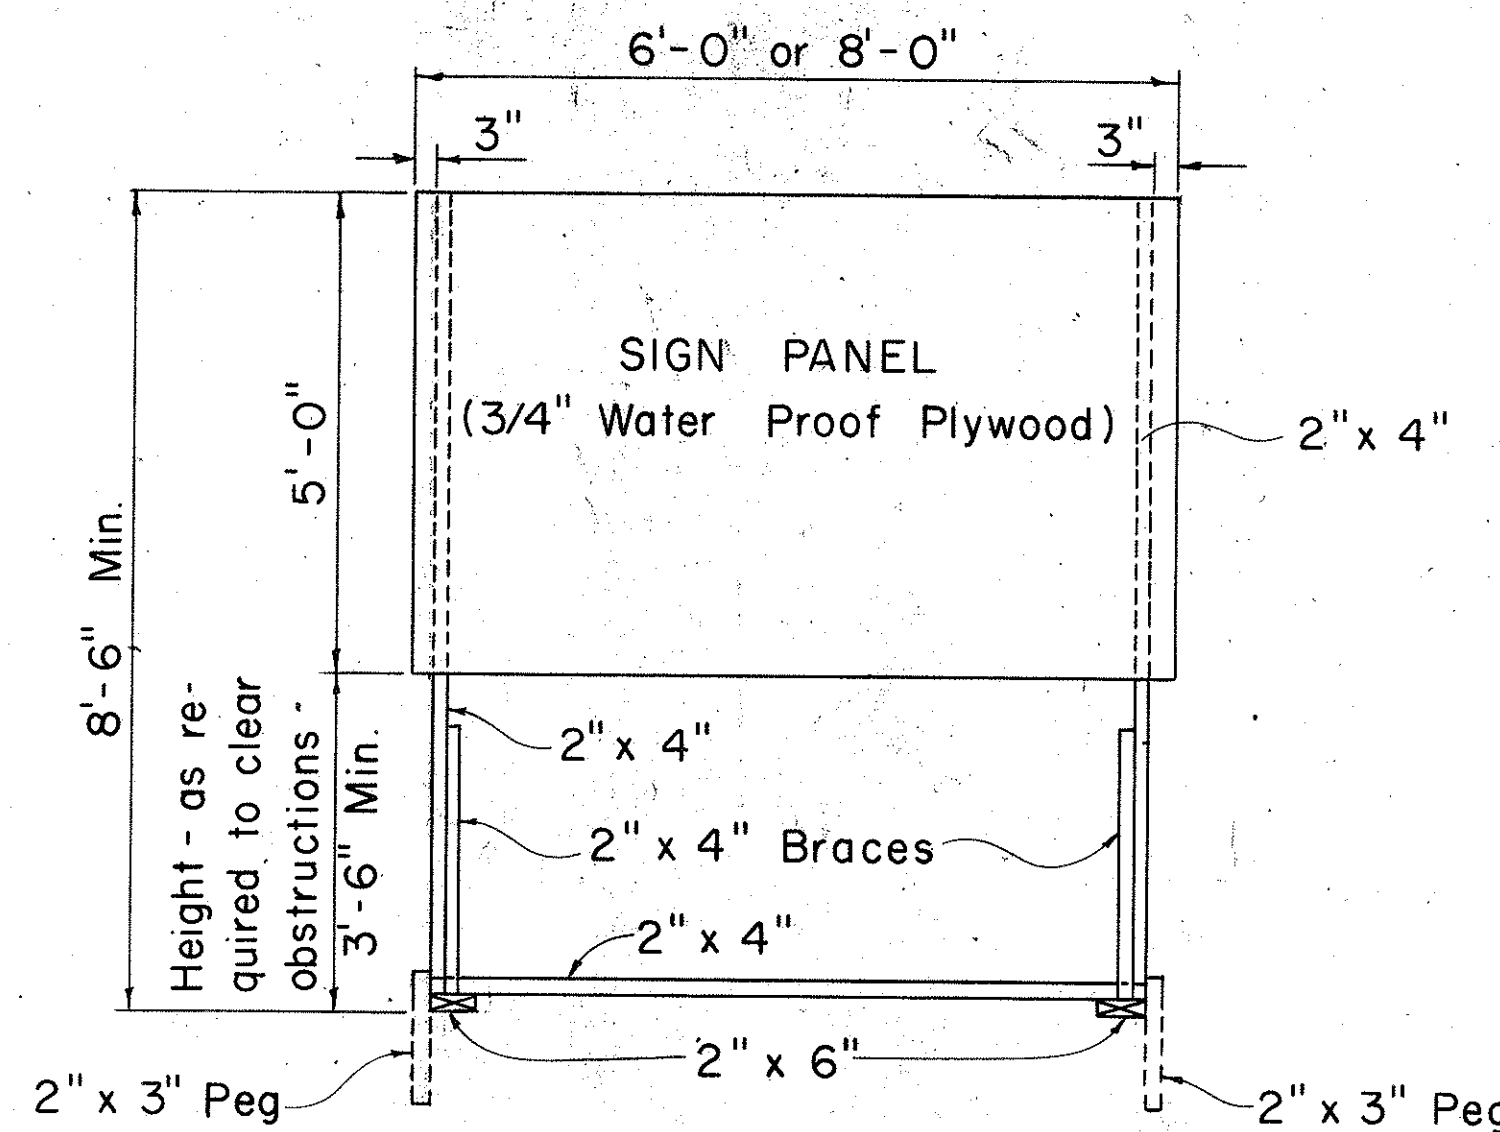 6'-0" or 8'-0"
3"
3"
SIGN PANEL
(3/4" Water Proof Plywood)
2" x 4"
5'-0"
8'-6" Min.
Height - as re-
quired to clear
obstructions -
3'-6" Min.
2" x 4"
2" x 4" Braces
2" x 4"
2" x 6"
2" x 3" Peg
2" x 3" Peg